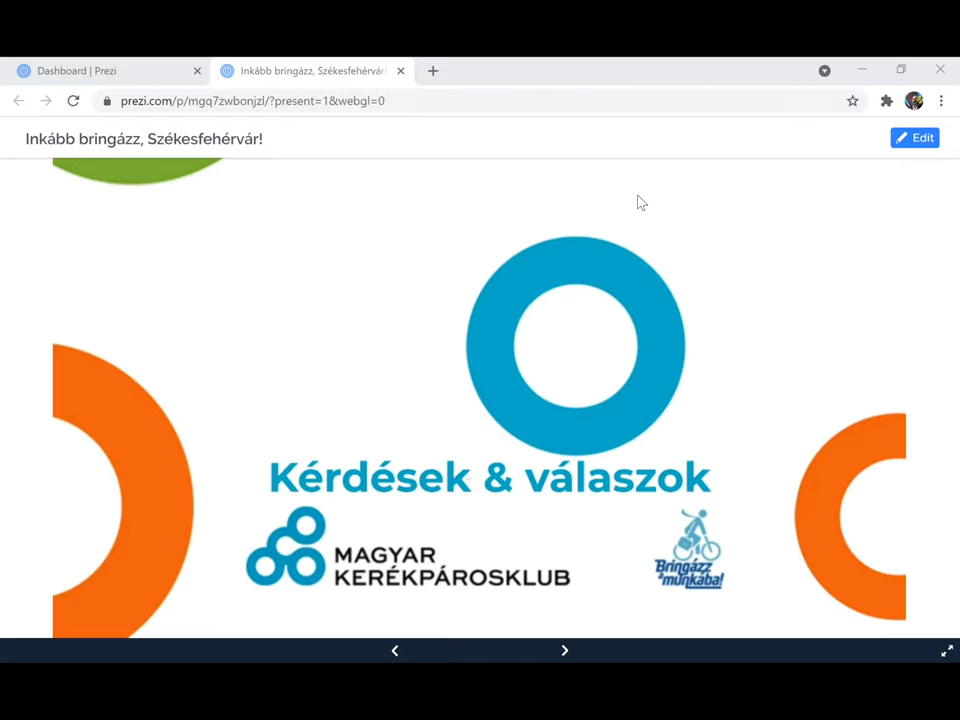 Dashboard | Prezi
Inkább bringázz, Székesfehérvár!
prezi.com/p/mgq7zwbonjzl/?present=1&webgl=0
Inkább bringázz, Székesfehérvár!
Edit
Kérdések & válaszok
MAGYAR
KERÉKPÁROSKLUB
Bringázz
a munkába!